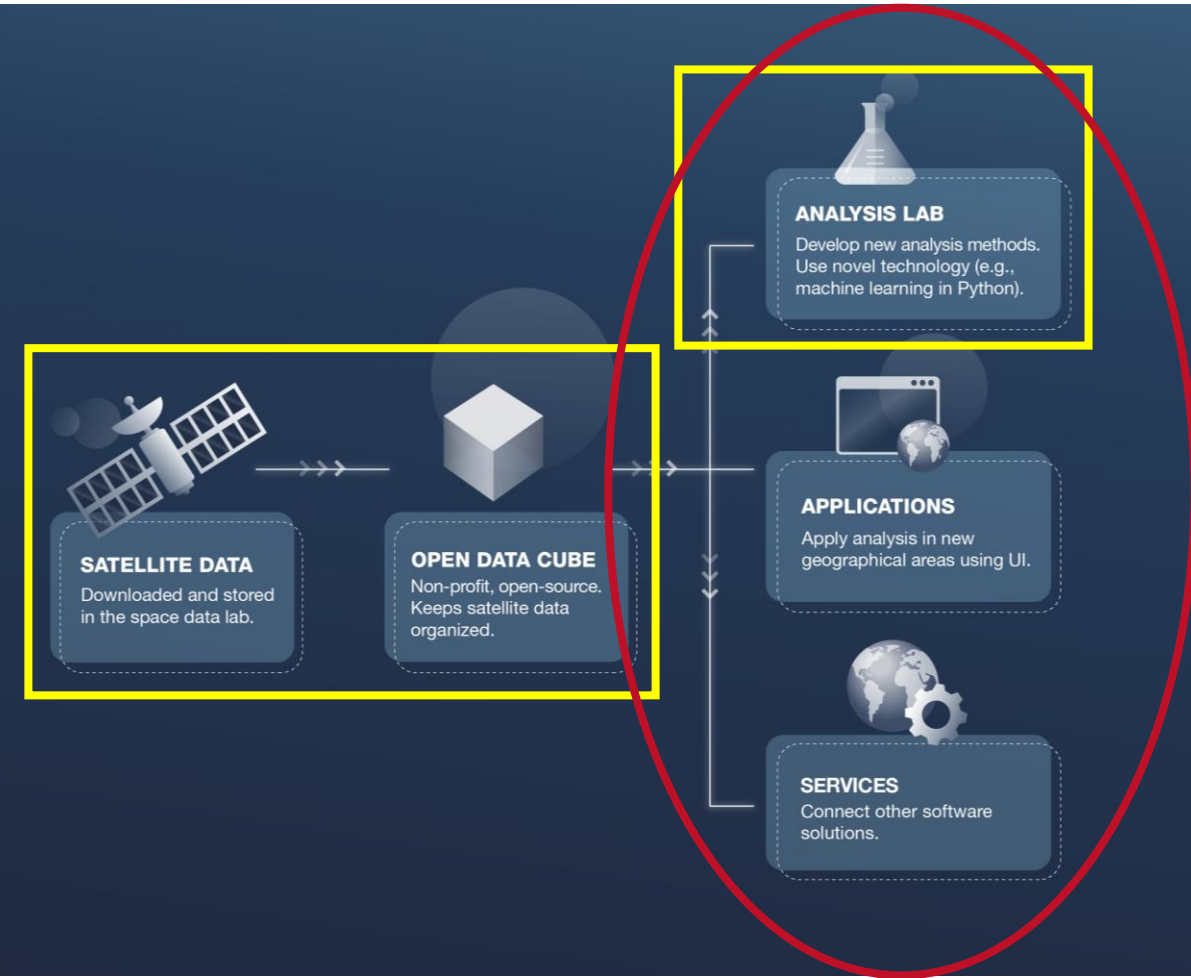 ANALYSIS LAB
Develop new analysis methods.
Use novel technology (e.g.,
machine learning in Python).
SATELLITE DATA
Downloaded and stored
in the space data lab.
OPEN DATA CUBE
Non-profit, open-source.
Keeps satellite data
organized.
APPLICATIONS
Apply analysis in new
geographical areas using UI.
SERVICES
Connect other software
solutions.